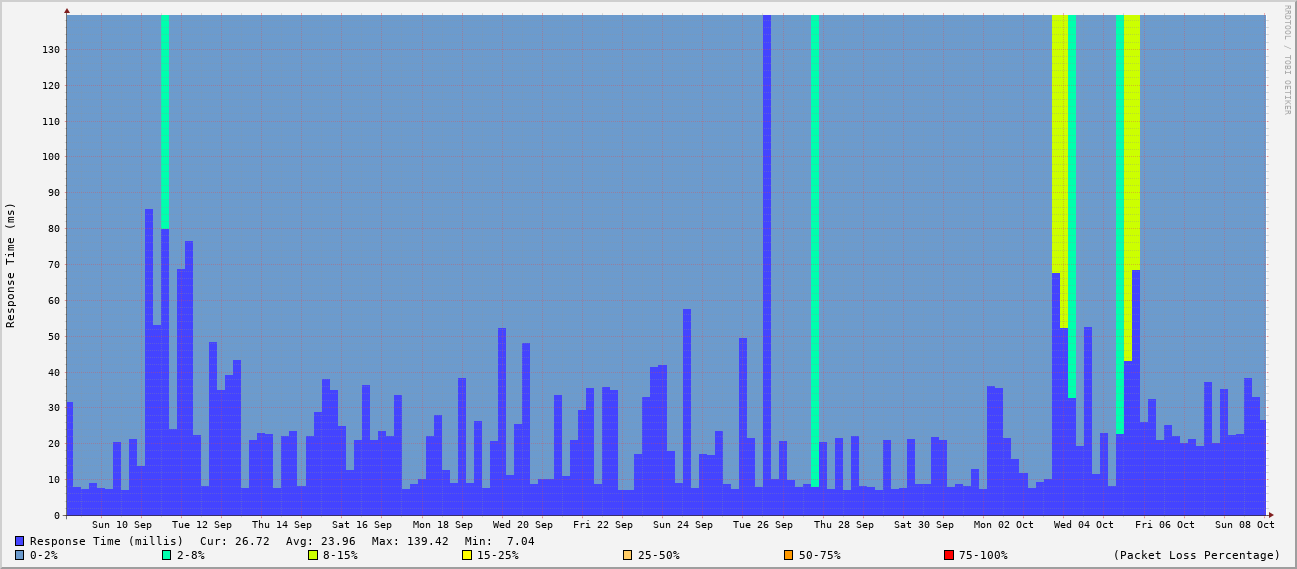 RRDTOOL / TOBI OETIKER
Response Time (ms)
130
120
110
100
90
80
70
60
50
40
30
20
10
0
Sun 10 Sep Tue 12 Sep Thu 14 Sep Sat 16 Sep Mon 18 Sep Wed 20 Sep Fri 22 Sep Sun 24 Sep Tue 26 Sep Thu 28 Sep Sat 30 Sep Mon 02 Oct Wed 04 Oct Fri 06 Oct Sun 08 Oct
Response Time (millis) Cur: 26.72 Avg: 23.96 Max: 139.42 Min: 7.04
0-2% 2-8% 8-15% 15-25% 25-50% 50-75% 75-100% (Packet Loss Percentage)